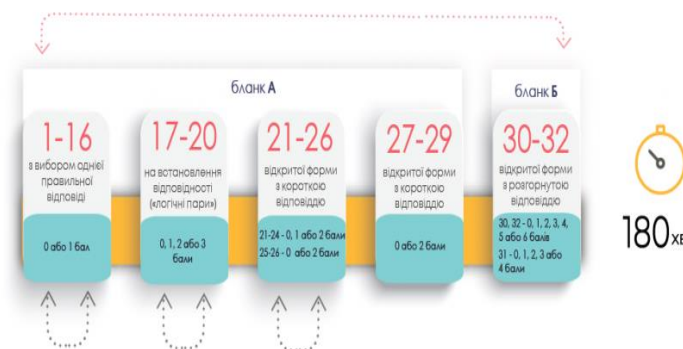 бланк А
бланк Б
1-16
з вибором однієї
правильної
відповіді
0 або 1 бал
17-20
на встановлення
відповідності
(«логічні пари»)
0, 1, 2 або 3
бали
21-26
відкритої форми
з короткою
відповіддю
21-24 - 0, 1 або 2 бали
25-26 - 0 або 2 бали
27-29
відкритої форми
з короткою
відповіддю
0 або 2 бали
30-32
відкритої форми
з розгорнутою
відповіддю
30, 32 - 0, 1, 2, 3, 4,
5 або 6 балів
31 - 0, 1, 2, 3 або
4 бали
180 хв